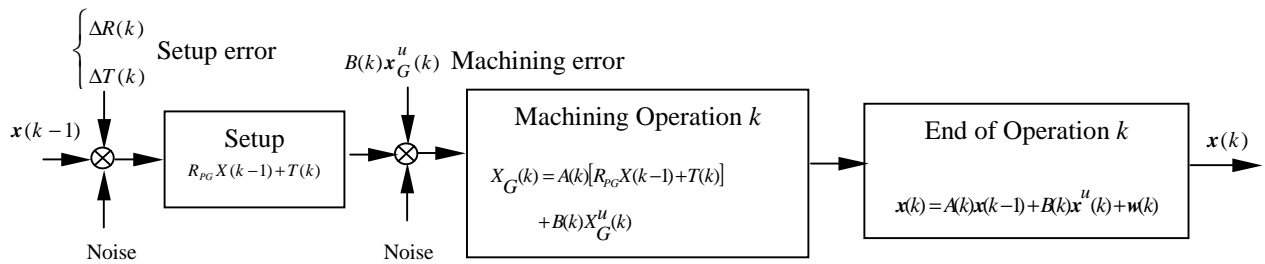 ΔR(k)
Setup error
ΔT(k)
B(k)x_G^u(k) Machining error
x(k−1)
Setup
R_PG X(k−1)+T(k)
Noise
Noise
Machining Operation k
X_G(k)=A(k)[R_PG X(k−1)+T(k)]
+B(k)X_G^u(k)
End of Operation k
x(k)=A(k)x(k−1)+B(k)x^u(k)+w(k)
x(k)